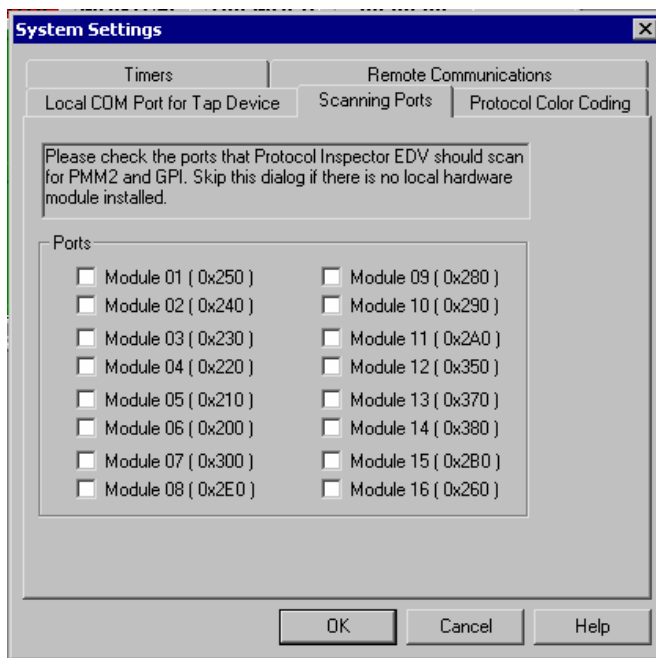 System Settings
Timers
Remote Communications
Local COM Port for Tap Device
Scanning Ports
Protocol Color Coding
Please check the ports that Protocol Inspector EDV should scan
for PMM2 and GPI. Skip this dialog if there is no local hardware
module installed.
Ports
Module 01 ( 0x250 )
Module 02 ( 0x240 )
Module 03 ( 0x230 )
Module 04 ( 0x220 )
Module 05 ( 0x210 )
Module 06 ( 0x200 )
Module 07 ( 0x300 )
Module 08 ( 0x2E0 )
Module 09 ( 0x280 )
Module 10 ( 0x290 )
Module 11 ( 0x2A0 )
Module 12 ( 0x350 )
Module 13 ( 0x370 )
Module 14 ( 0x380 )
Module 15 ( 0x2B0 )
Module 16 ( 0x260 )
OK
Cancel
Help